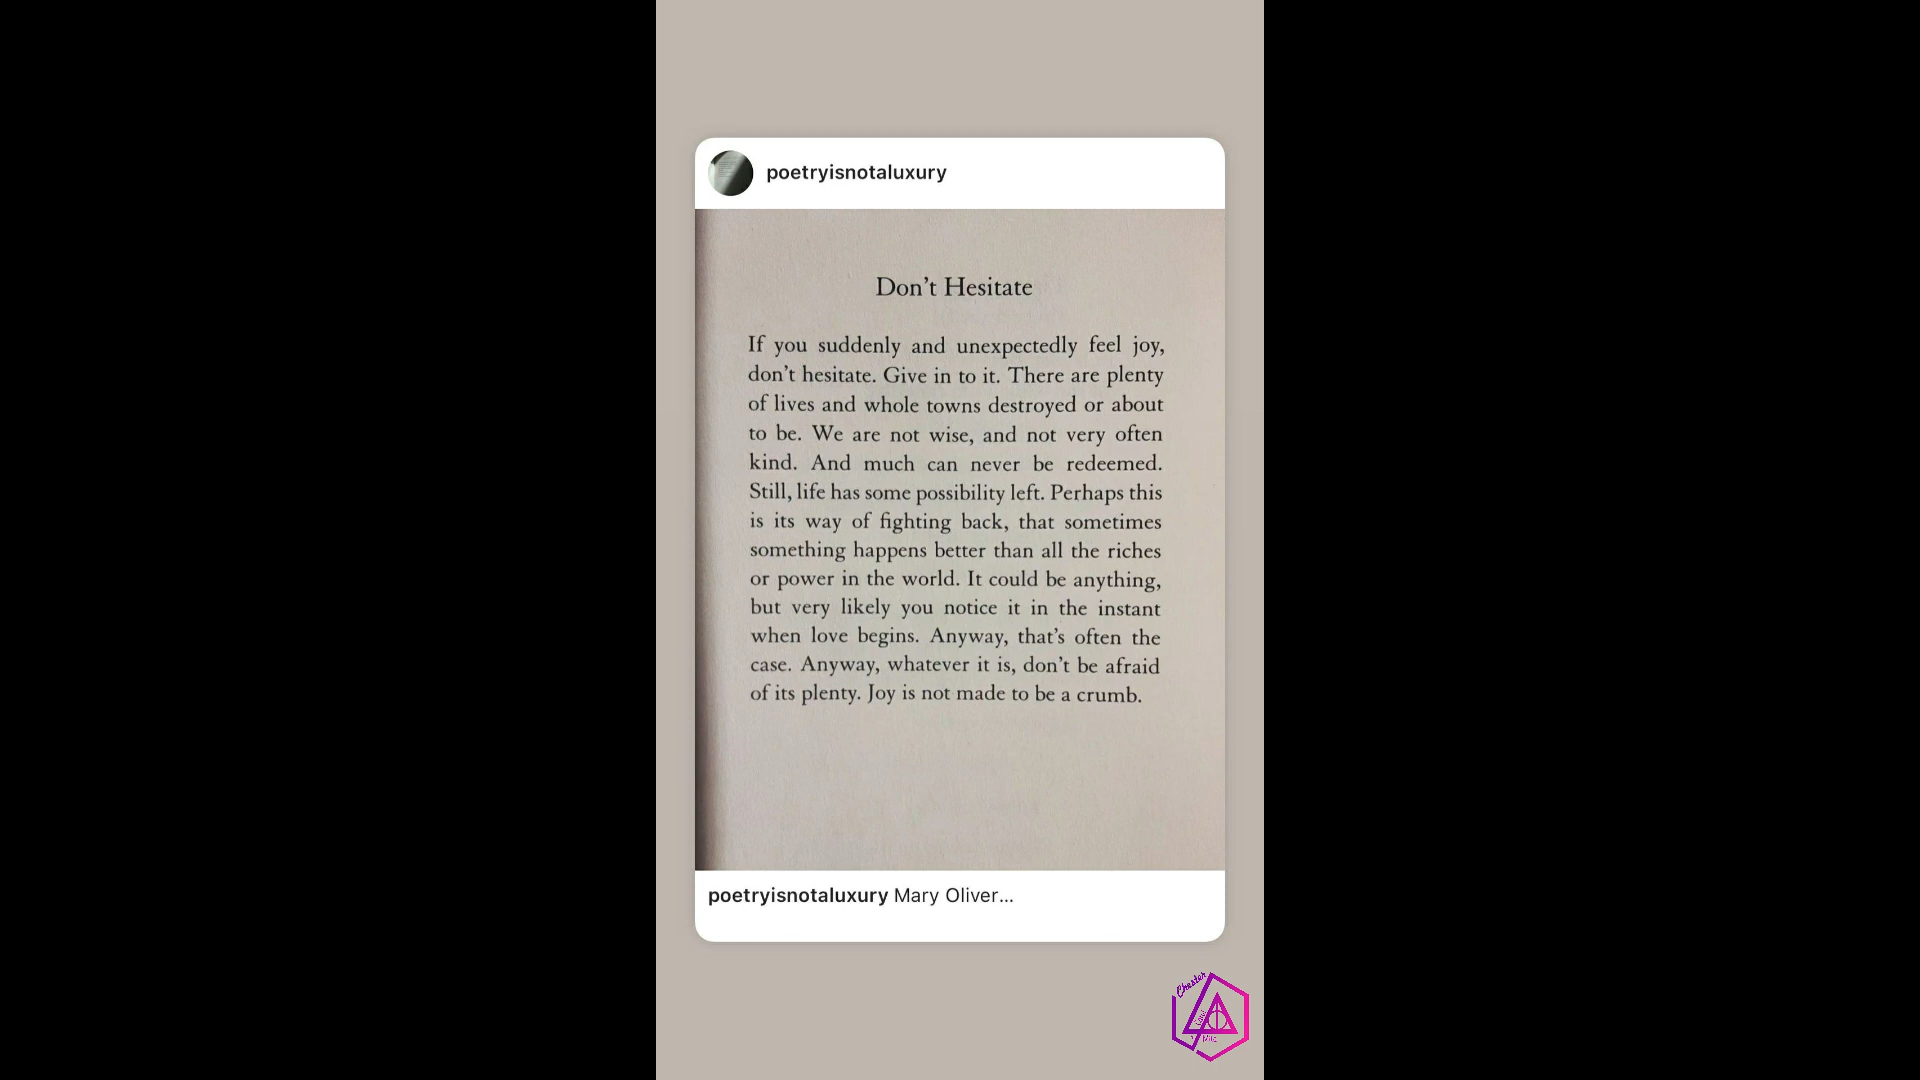 poetryisnotaluxury
Don't Hesitate
If you suddenly and unexpectedly feel joy,
don't hesitate. Give in to it. There are plenty
of lives and whole towns destroyed or about
to be. We are not wise, and not very often
kind. And much can never be redeemed.
Still, life has some possibility left. Perhaps this
is its way of fighting back, that sometimes
something happens better than all the riches
or power in the world. It could be anything,
but very likely you notice it in the instant
when love begins. Anyway, that's often the
case. Anyway, whatever it is, don't be afraid
of its plenty. Joy is not made to be a crumb.
poetryisnotaluxury Mary Oliver...
Chester